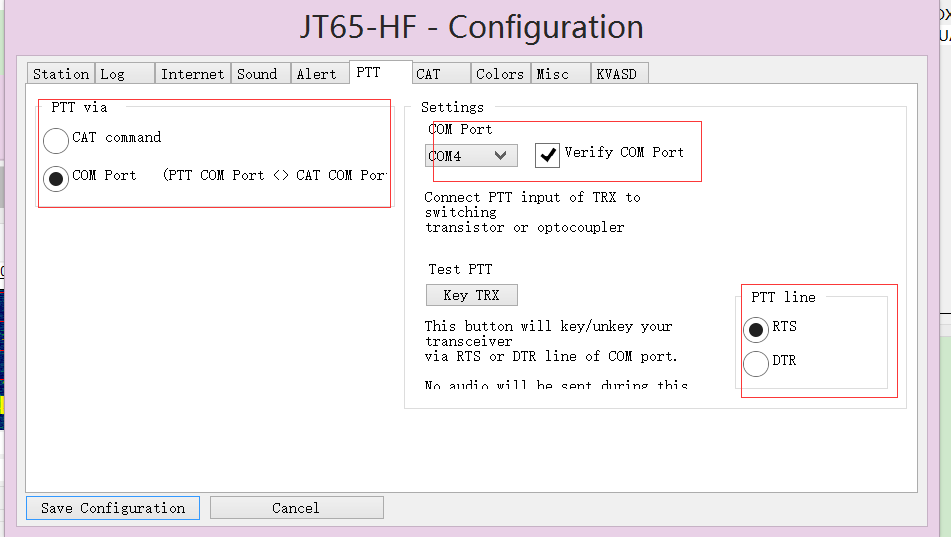 JT65-HF - Configuration
Station Log Internet Sound Alert PTT CAT Colors Misc KVASD
PTT via
CAT command
COM Port (PTT COM Port <> CAT COM Por
Settings
COM Port
COM4
Verify COM Port
Connect PTT input of TRX to
switching
transistor or optocoupler
Test PTT
Key TRX
This button will key/unkey your
transceiver
via RTS or DTR line of COM port.
No audio will be sent during this
PTT line
RTS
DTR
Save Configuration
Cancel